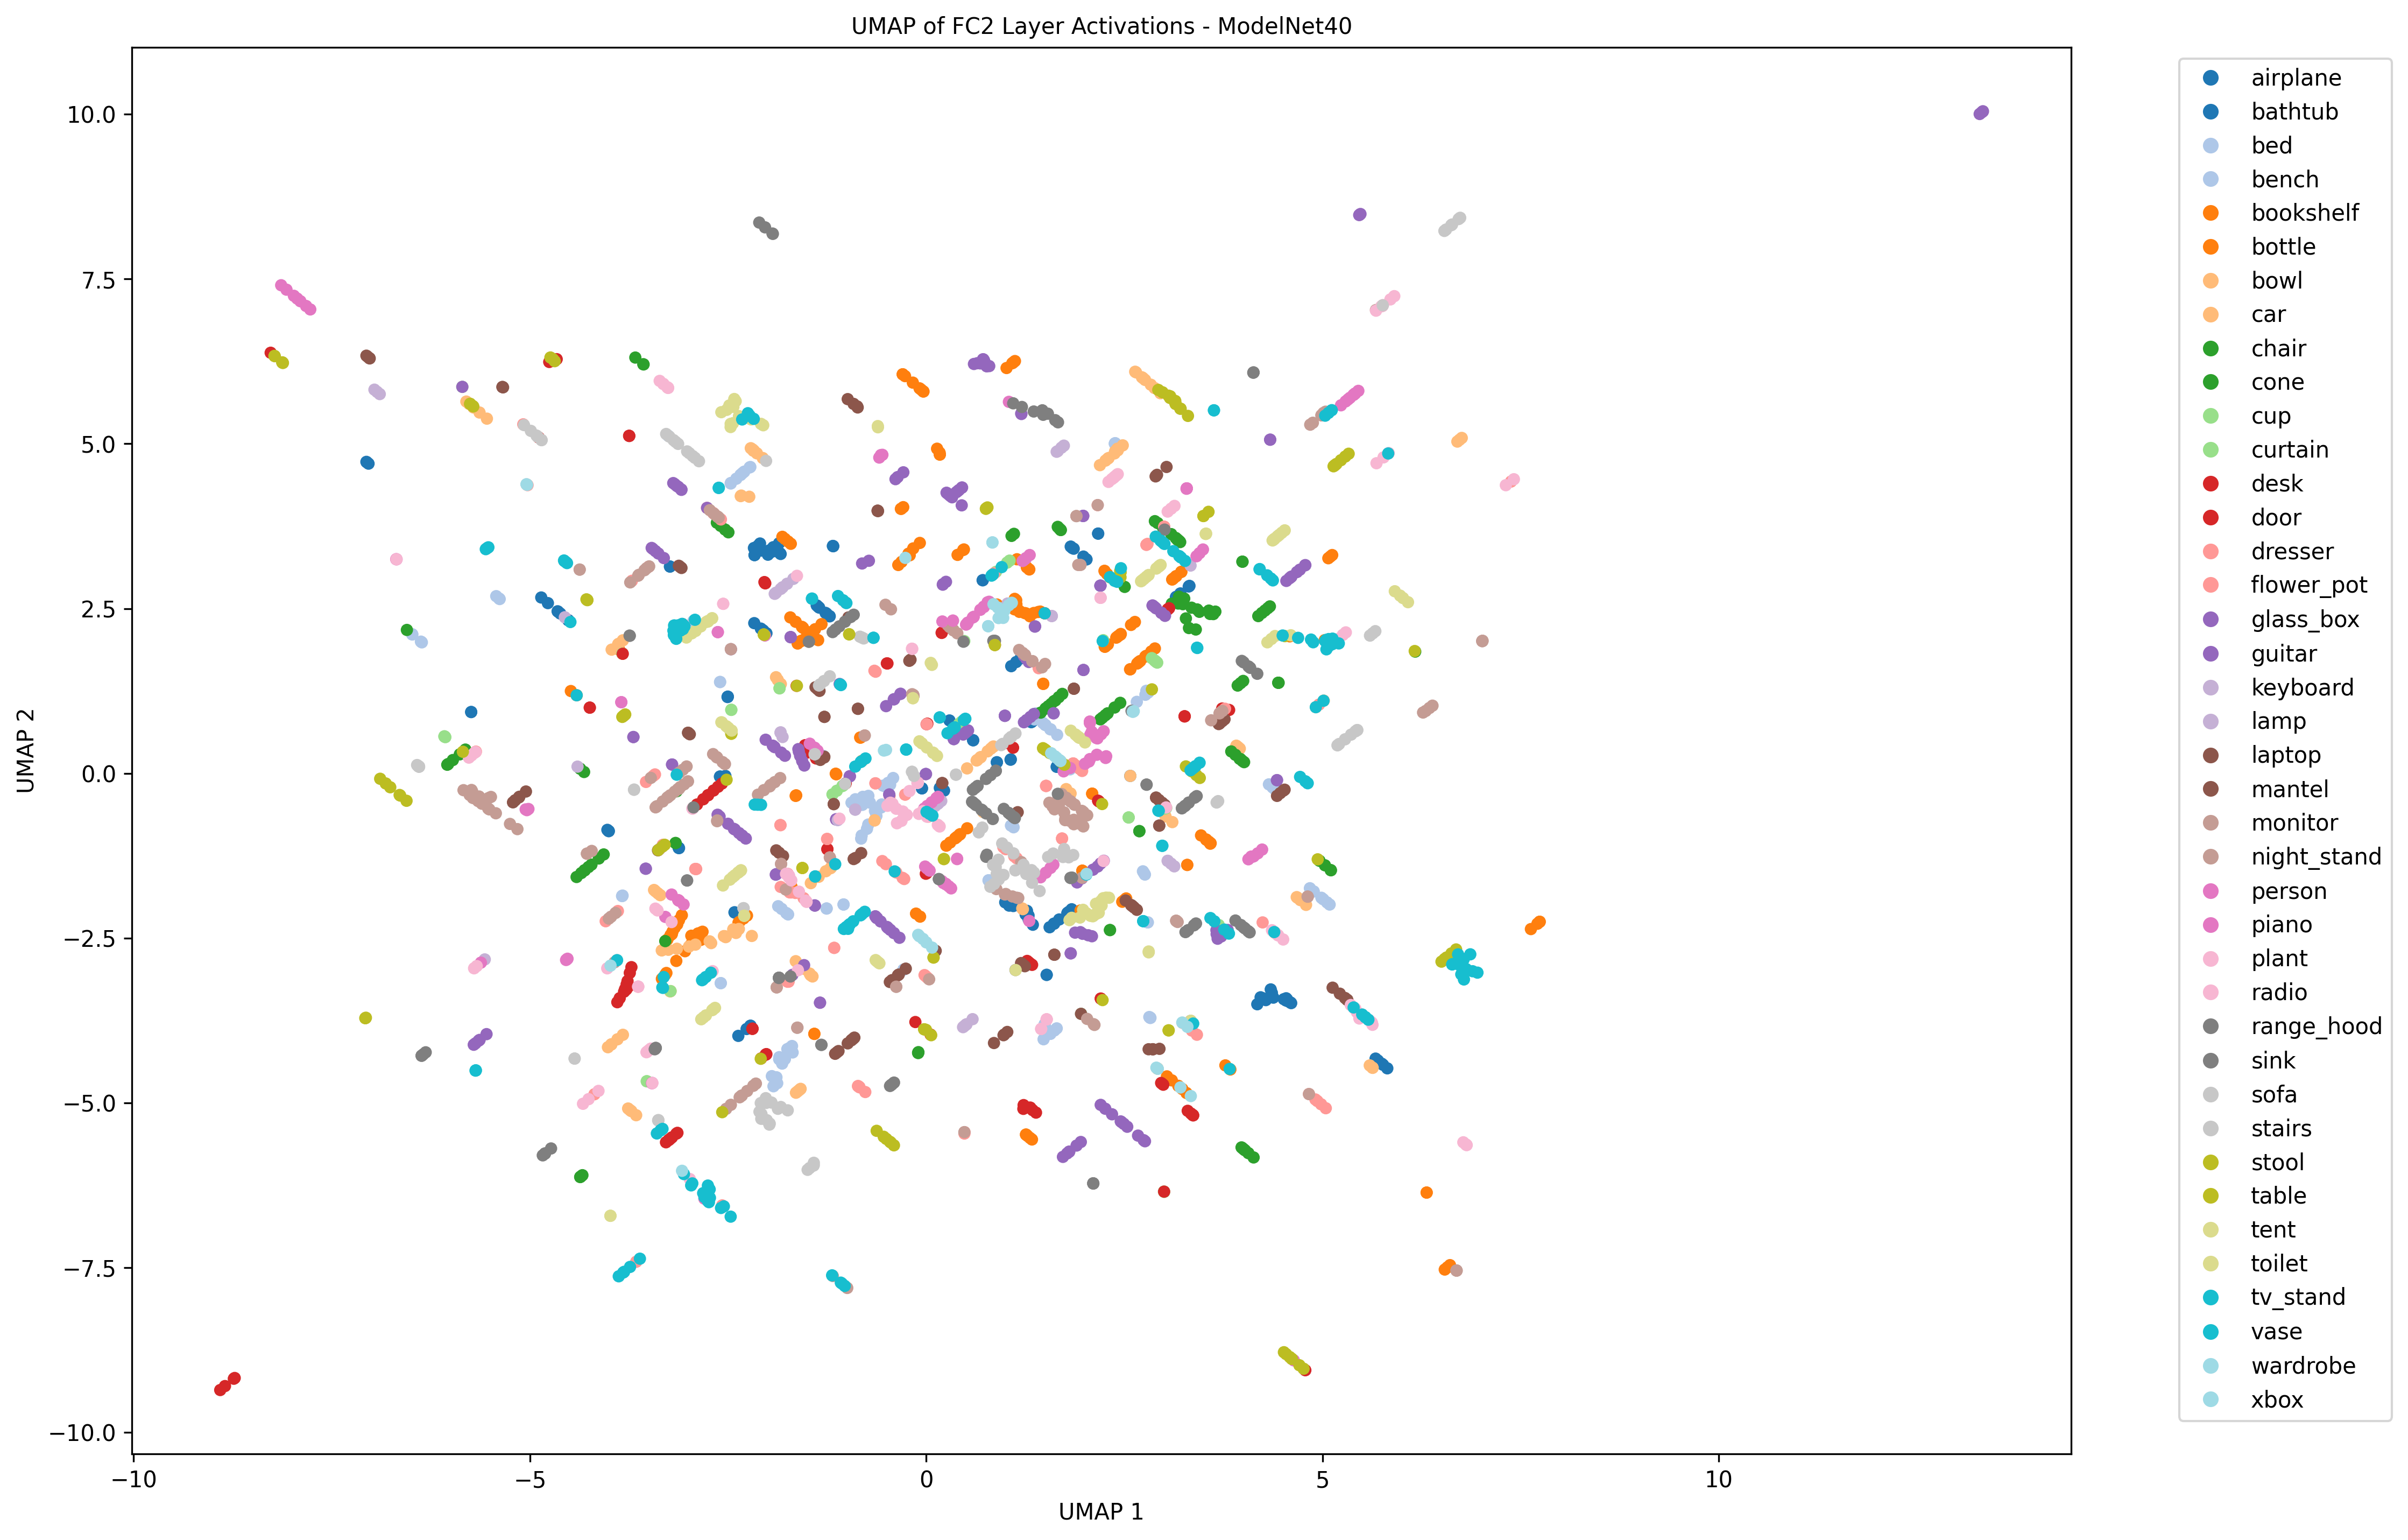 UMAP of FC2 Layer Activations - ModelNet40
10.0
7.5
5.0
2.5
0.0
−2.5
−5.0
−7.5
−10.0
UMAP 2
−10
−5
0
5
10
UMAP 1
airplane
bathtub
bed
bench
bookshelf
bottle
bowl
car
chair
cone
cup
curtain
desk
door
dresser
flower_pot
glass_box
guitar
keyboard
lamp
laptop
mantel
monitor
night_stand
person
piano
plant
radio
range_hood
sink
sofa
stairs
stool
table
tent
toilet
tv_stand
vase
wardrobe
xbox